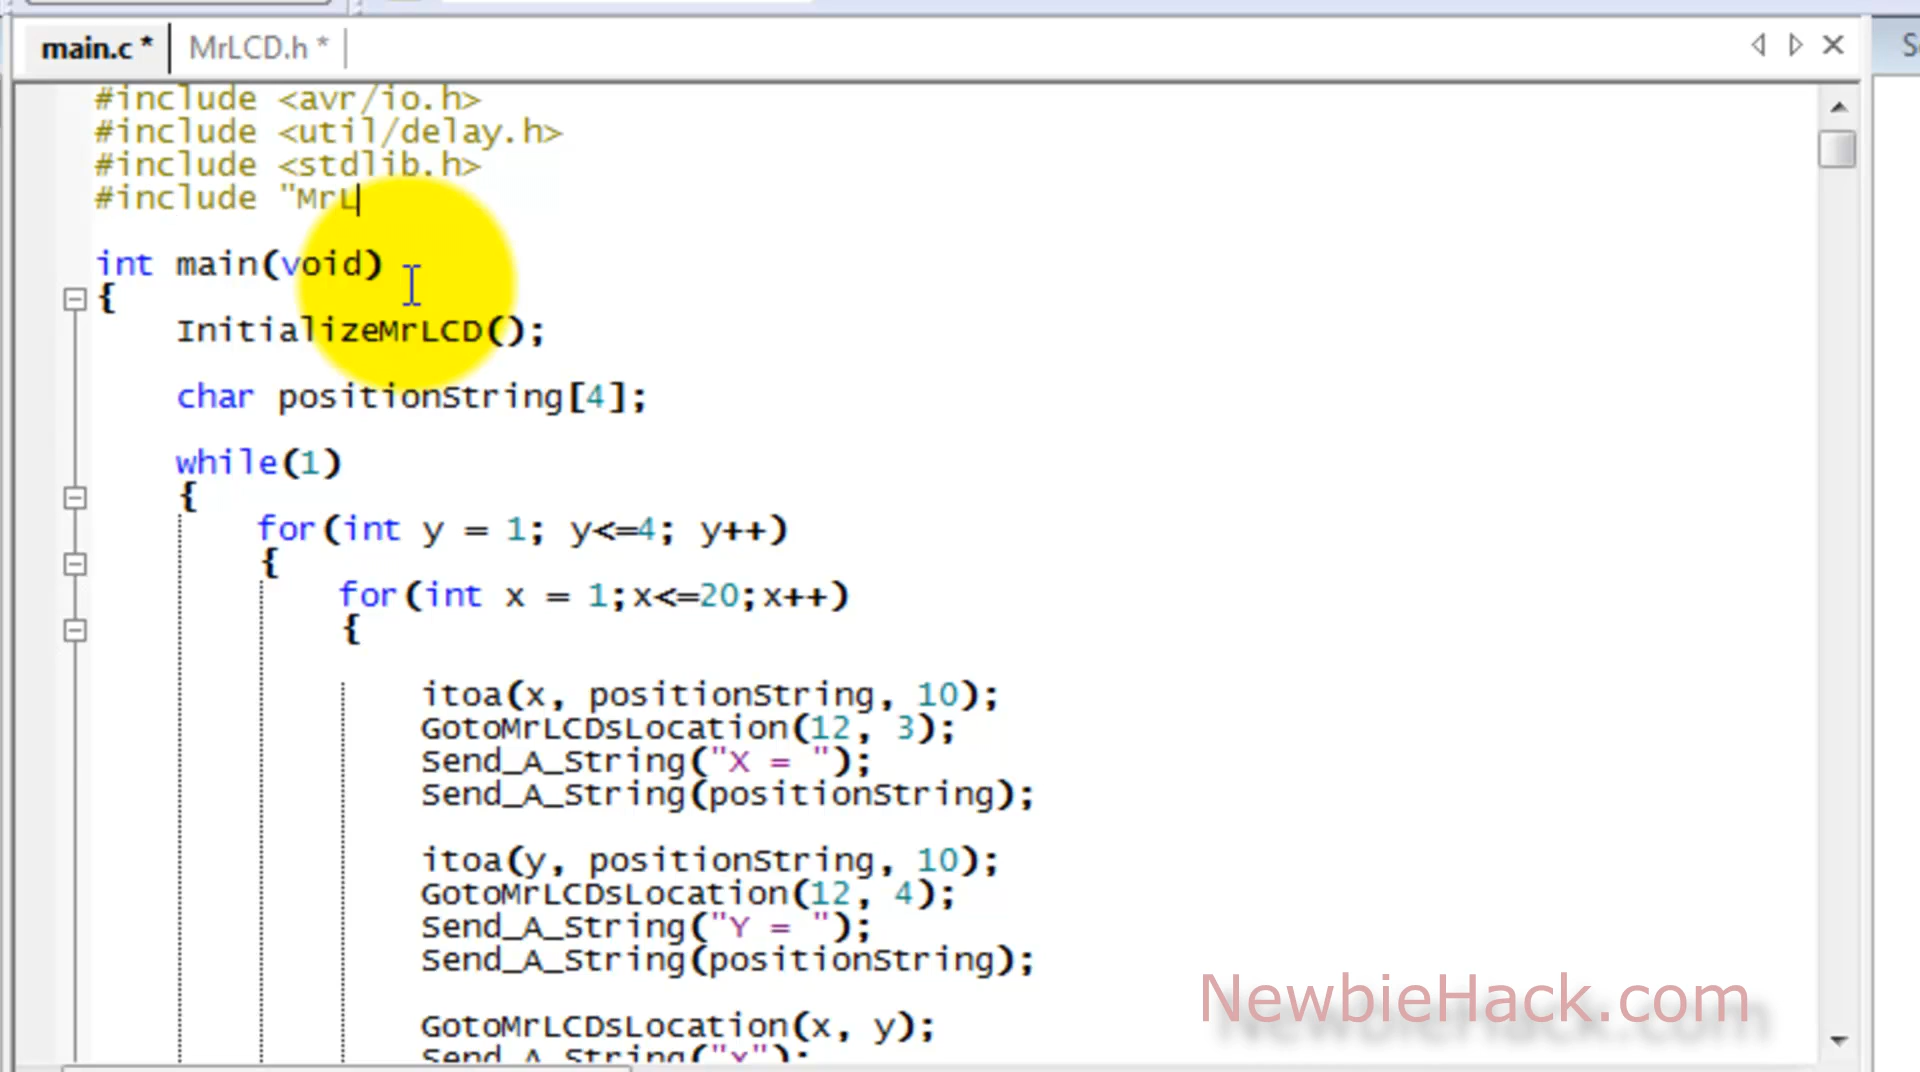 main.c * MrLCD.h *
#include <avr/io.h>
#include <util/delay.h>
#include <stdlib.h>
#include "MrL
int main(void)
{
InitializeMrLCD();
char positionString[4];
while(1)
{
for(int y = 1; y<=4; y++)
{
for(int x = 1;x<=20;x++)
{
itoa(x, positionString, 10);
GotoMrLCDsLocation(12, 3);
Send_A_String("X = ");
Send_A_String(positionString);
itoa(y, positionString, 10);
GotoMrLCDsLocation(12, 4);
Send_A_String("Y = ");
Send_A_String(positionString);
GotoMrLCDsLocation(x, y);
Send_A_String("x");
NewbieHack.com